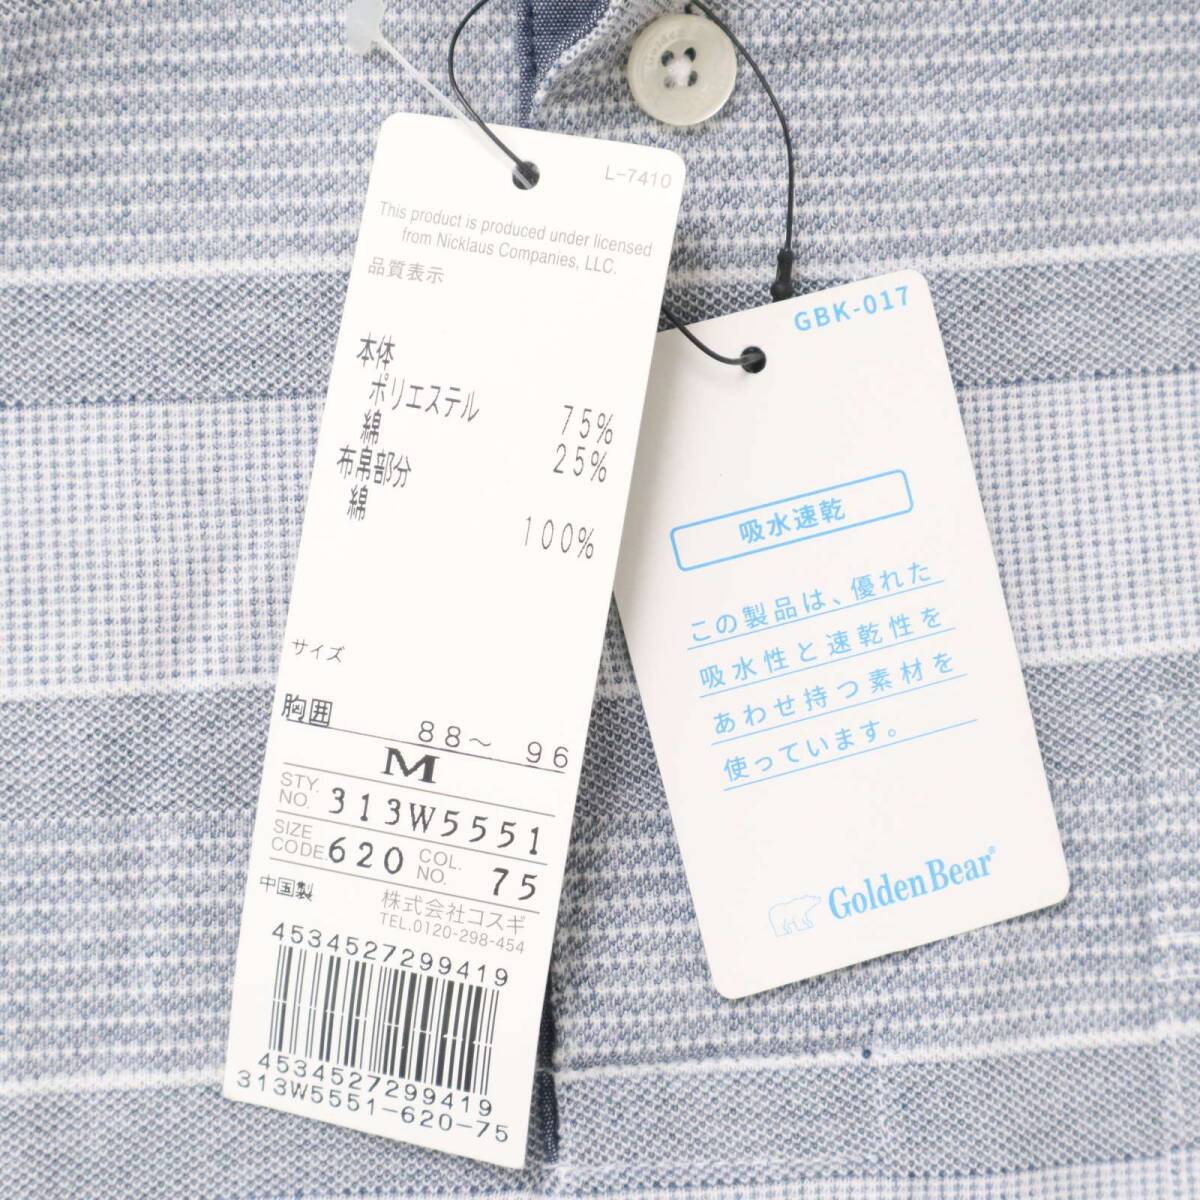 L-7410
This product is produced under licensed
from Nicklaus Companies, LLC.
品質表示
本体
ポリエステル 75%
綿 25%
布帛部分
綿 100%
サイズ
胸囲 88～ 96
M
STY. NO. 313W5551
SIZE CODE. 620 COL. NO. 75
中国製 株式会社コスギ
TEL.0120-298-454
4534527299419
4534527299419
313W5551-620-75
GBK-017
吸水速乾
この製品は、優れた
吸水性と速乾性を
あわせ持つ素材を
使っています。
Golden Bear®